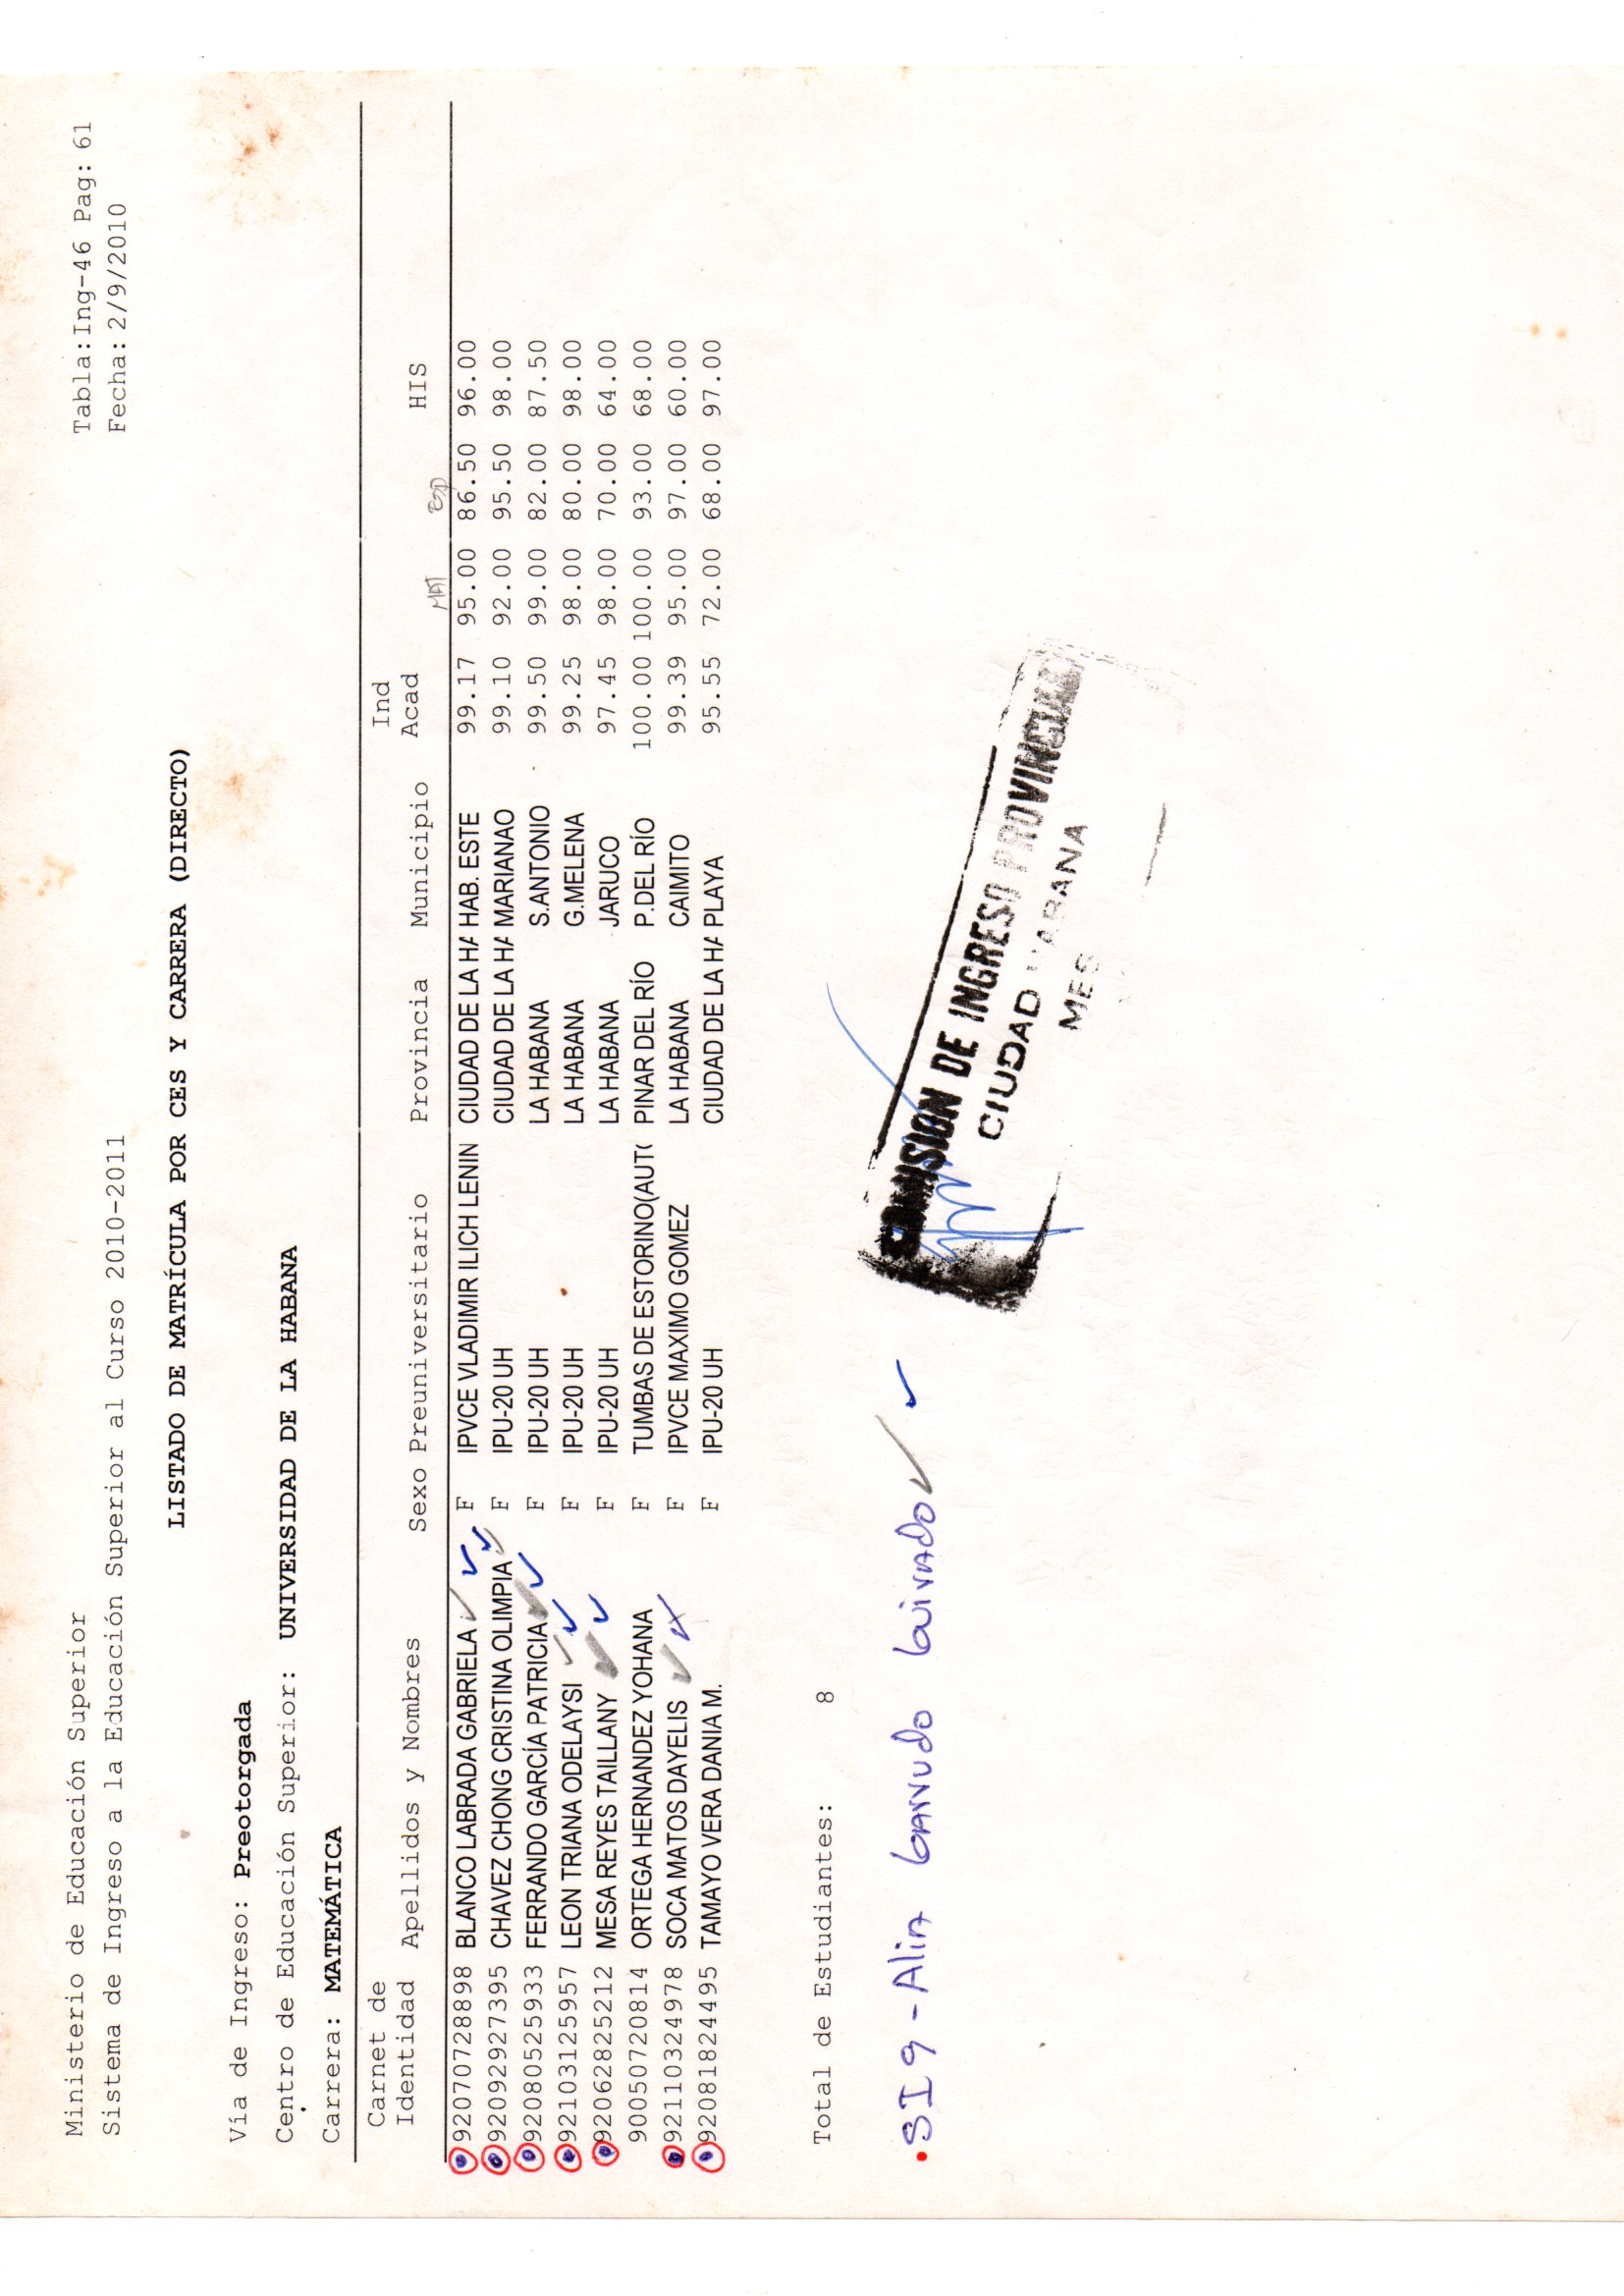 Ministerio de Educación Superior
Tabla:Ing-46 Pag: 61
Sistema de Ingreso a la Educación Superior al Curso 2010-2011
Fecha: 2/9/2010
LISTADO DE MATRÍCULA POR CES Y CARRERA (DIRECTO)
Vía de Ingreso: Preotorgada
Centro de Educación Superior: UNIVERSIDAD DE LA HABANA
Carrera: MATEMÁTICA
Carnet de Identidad Apellidos y Nombres Sexo Preuniversitario Provincia Municipio Ind Acad MAT ESP HIS
92070728898 BLANCO LABRADA GABRIELA F IPVCE VLADIMIR ILICH LENIN CIUDAD DE LA HA HAB. ESTE 99.17 95.00 86.50 96.00
92092927395 CHAVEZ CHONG CRISTINA OLIMPIA F IPU-20 UH CIUDAD DE LA HA MARIANAO 99.10 92.00 95.50 98.00
92080525933 FERRANDO GARCÍA PATRICIA F IPU-20 UH LA HABANA S.ANTONIO 99.50 99.00 82.00 87.50
92103125957 LEON TRIANA ODELAYSI F IPU-20 UH LA HABANA G.MELENA 99.25 98.00 80.00 98.00
92062825212 MESA REYES TAILLANY F IPU-20 UH LA HABANA JARUCO 97.45 98.00 70.00 64.00
90050720814 ORTEGA HERNANDEZ YOHANA F TUMBAS DE ESTORINO(AUTO PINAR DEL RÍO P.DEL RÍO 100.00 100.00 93.00 68.00
92110324978 SOCA MATOS DAYELIS F IPVCE MAXIMO GOMEZ LA HABANA CAIMITO 99.39 95.00 97.00 60.00
92081824495 TAMAYO VERA DANIA M. F IPU-20 UH CIUDAD DE LA HA PLAYA 95.55 72.00 68.00 97.00
Total de Estudiantes: 8
SI9-Alia Garrudo Guirado
COMISION DE INGRESO PROVINCIAL
CIUDAD HABANA
MES